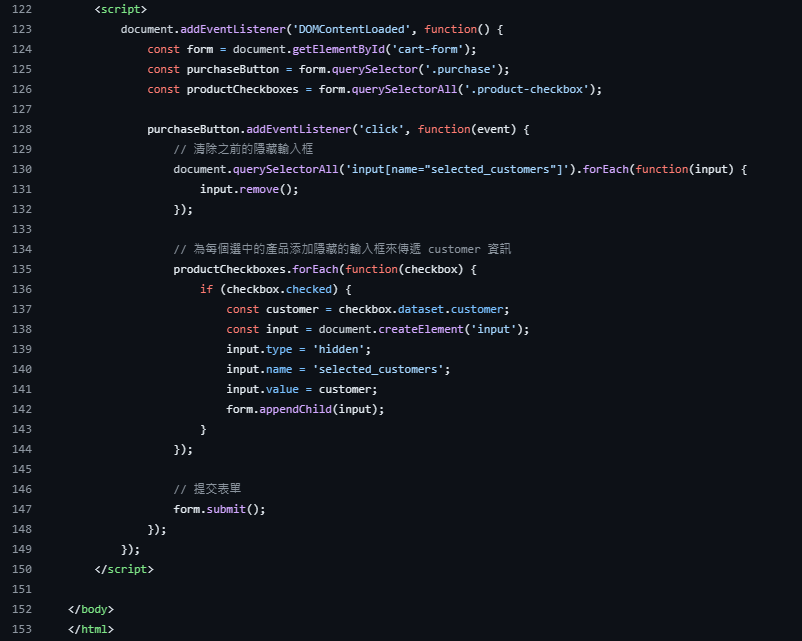 122 <script>
123 document.addEventListener('DOMContentLoaded', function() {
124 const form = document.getElementById('cart-form');
125 const purchaseButton = form.querySelector('.purchase');
126 const productCheckboxes = form.querySelectorAll('.product-checkbox');
127
128 purchaseButton.addEventListener('click', function(event) {
129 // 清除之前的隱藏輸入框
130 document.querySelectorAll('input[name="selected_customers"]').forEach(function(input) {
131 input.remove();
132 });
133
134 // 為每個選中的產品添加隱藏的輸入框來傳遞 customer 資訊
135 productCheckboxes.forEach(function(checkbox) {
136 if (checkbox.checked) {
137 const customer = checkbox.dataset.customer;
138 const input = document.createElement('input');
139 input.type = 'hidden';
140 input.name = 'selected_customers';
141 input.value = customer;
142 form.appendChild(input);
143 }
144 });
145
146 // 提交表單
147 form.submit();
148 });
149 });
150 </script>
151
152 </body>
153 </html>